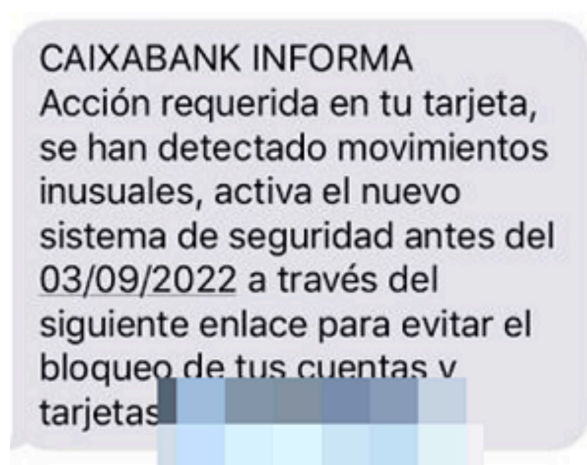 CAIXABANK INFORMA
Acción requerida en tu tarjeta,
se han detectado movimientos
inusuales, activa el nuevo
sistema de seguridad antes del
03/09/2022 a través del
siguiente enlace para evitar el
bloqueo de tus cuentas y
tarjetas